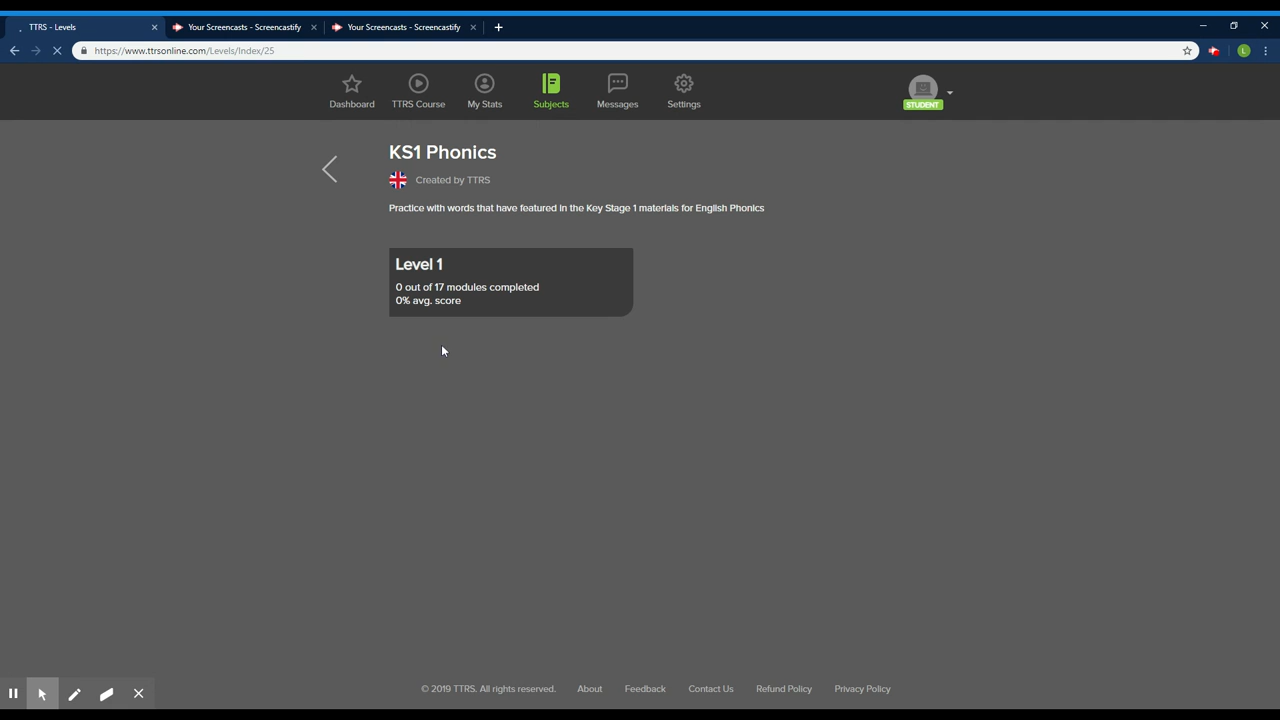 TTRS - Levels
Your Screencasts - Screencastify
Your Screencasts - Screencastify
https://www.ttrsonline.com/Levels/Index/25
L
Dashboard
TTRS Course
My Stats
Subjects
Messages
Settings
STUDENT
KS1 Phonics
Created by TTRS
Practice with words that have featured in the Key Stage 1 materials for English Phonics
Level 1
0 out of 17 modules completed
0% avg. score
© 2019 TTRS. All rights reserved. About Feedback Contact Us Refund Policy Privacy Policy